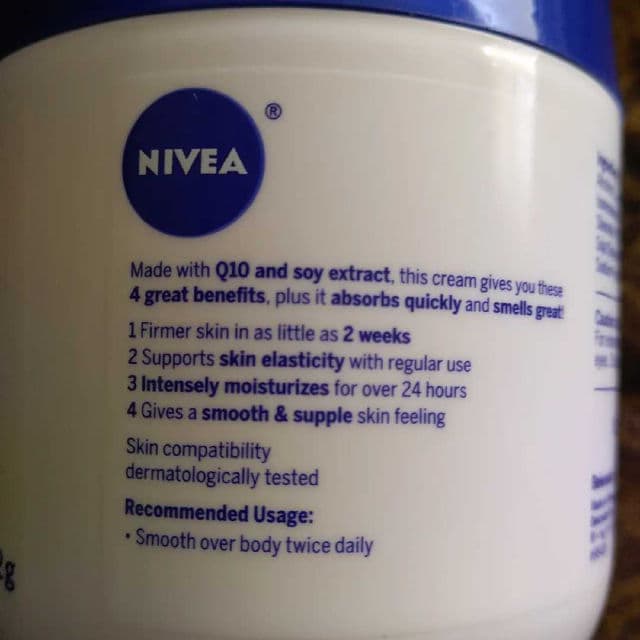 NIVEA ®
Made with Q10 and soy extract, this cream gives you these
4 great benefits, plus it absorbs quickly and smells great!
1 Firmer skin in as little as 2 weeks
2 Supports skin elasticity with regular use
3 Intensely moisturizes for over 24 hours
4 Gives a smooth & supple skin feeling
Skin compatibility
dermatologically tested
Recommended Usage:
• Smooth over body twice daily